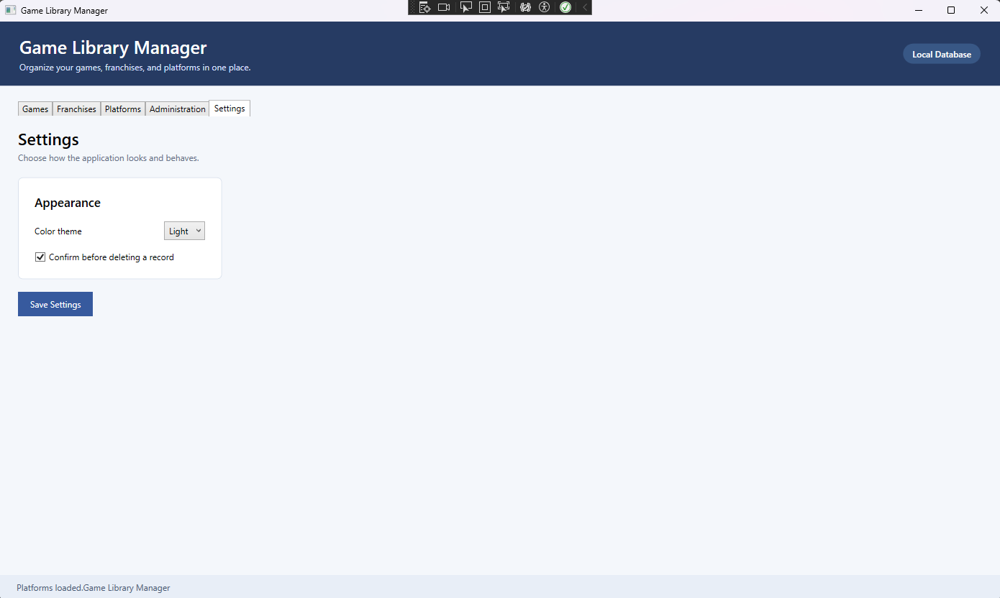 Game Library Manager
Game Library Manager
Organize your games, franchises, and platforms in one place.
Local Database
Games Franchises Platforms Administration Settings
Settings
Choose how the application looks and behaves.
Appearance
Color theme Light
Confirm before deleting a record
Save Settings
Platforms loaded.Game Library Manager